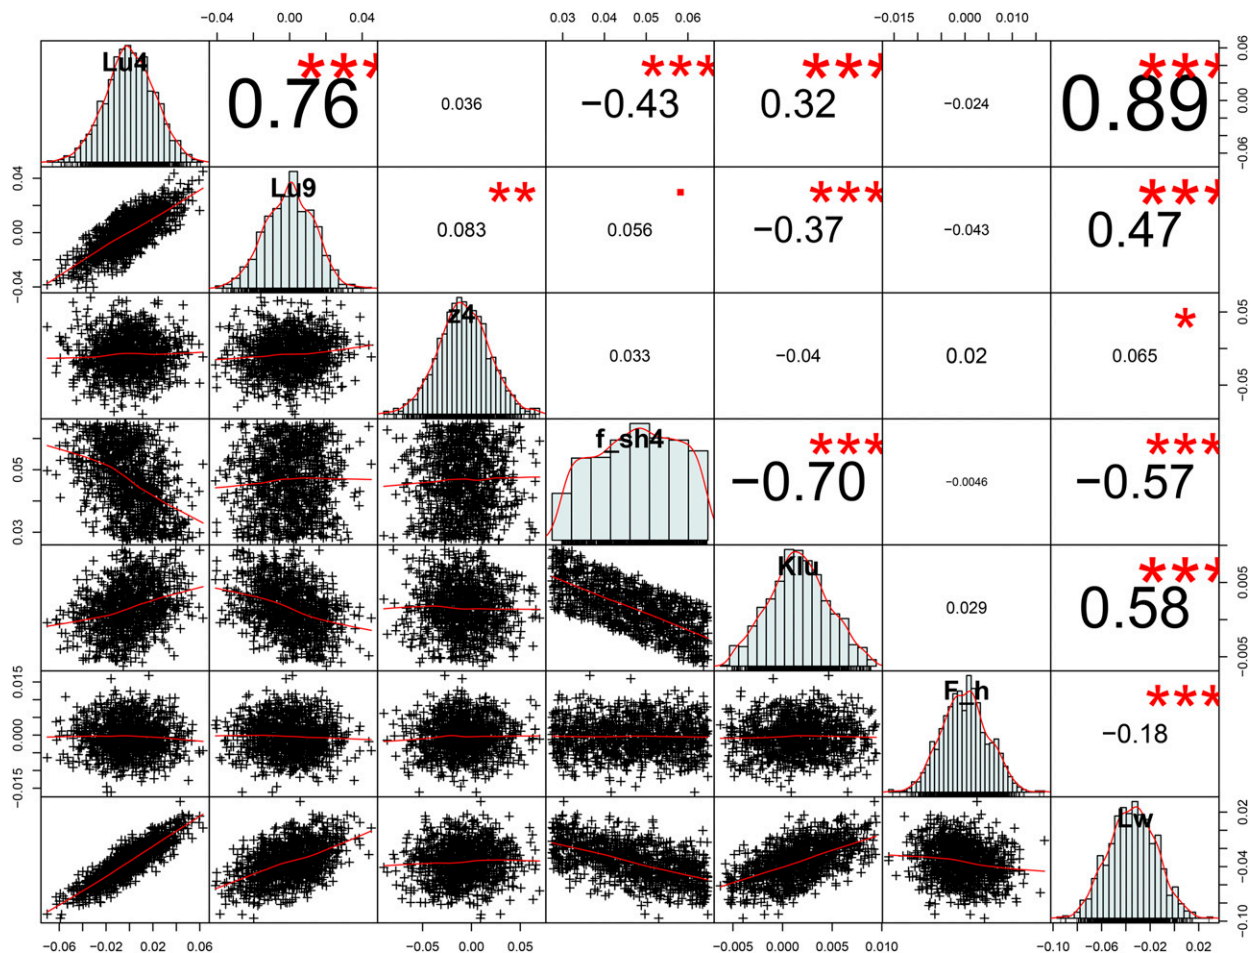 −0.04 0.00 0.04 0.03 0.04 0.05 0.06 −0.015 0.000 0.010
Lu4 0.76 *** 0.036 −0.43 *** 0.32 *** −0.024 0.89 *** −0.06 0.00 0.06
−0.04 0.00 0.04 Lu9 0.083 ** 0.056 . −0.37 *** −0.043 0.47 ***
z4 0.033 −0.04 0.02 0.065 * −0.05 0.05
0.03 0.05 f_sh4 −0.70 *** −0.0046 −0.57 ***
Klu 0.029 0.58 *** −0.005 0.005
−0.015 0.000 0.015 F_h −0.18 ***
Lw −0.10 −0.04 0.02
−0.06 −0.02 0.02 0.06 −0.05 0.00 0.05 −0.005 0.000 0.005 0.010 −0.10 −0.06 −0.02 0.02